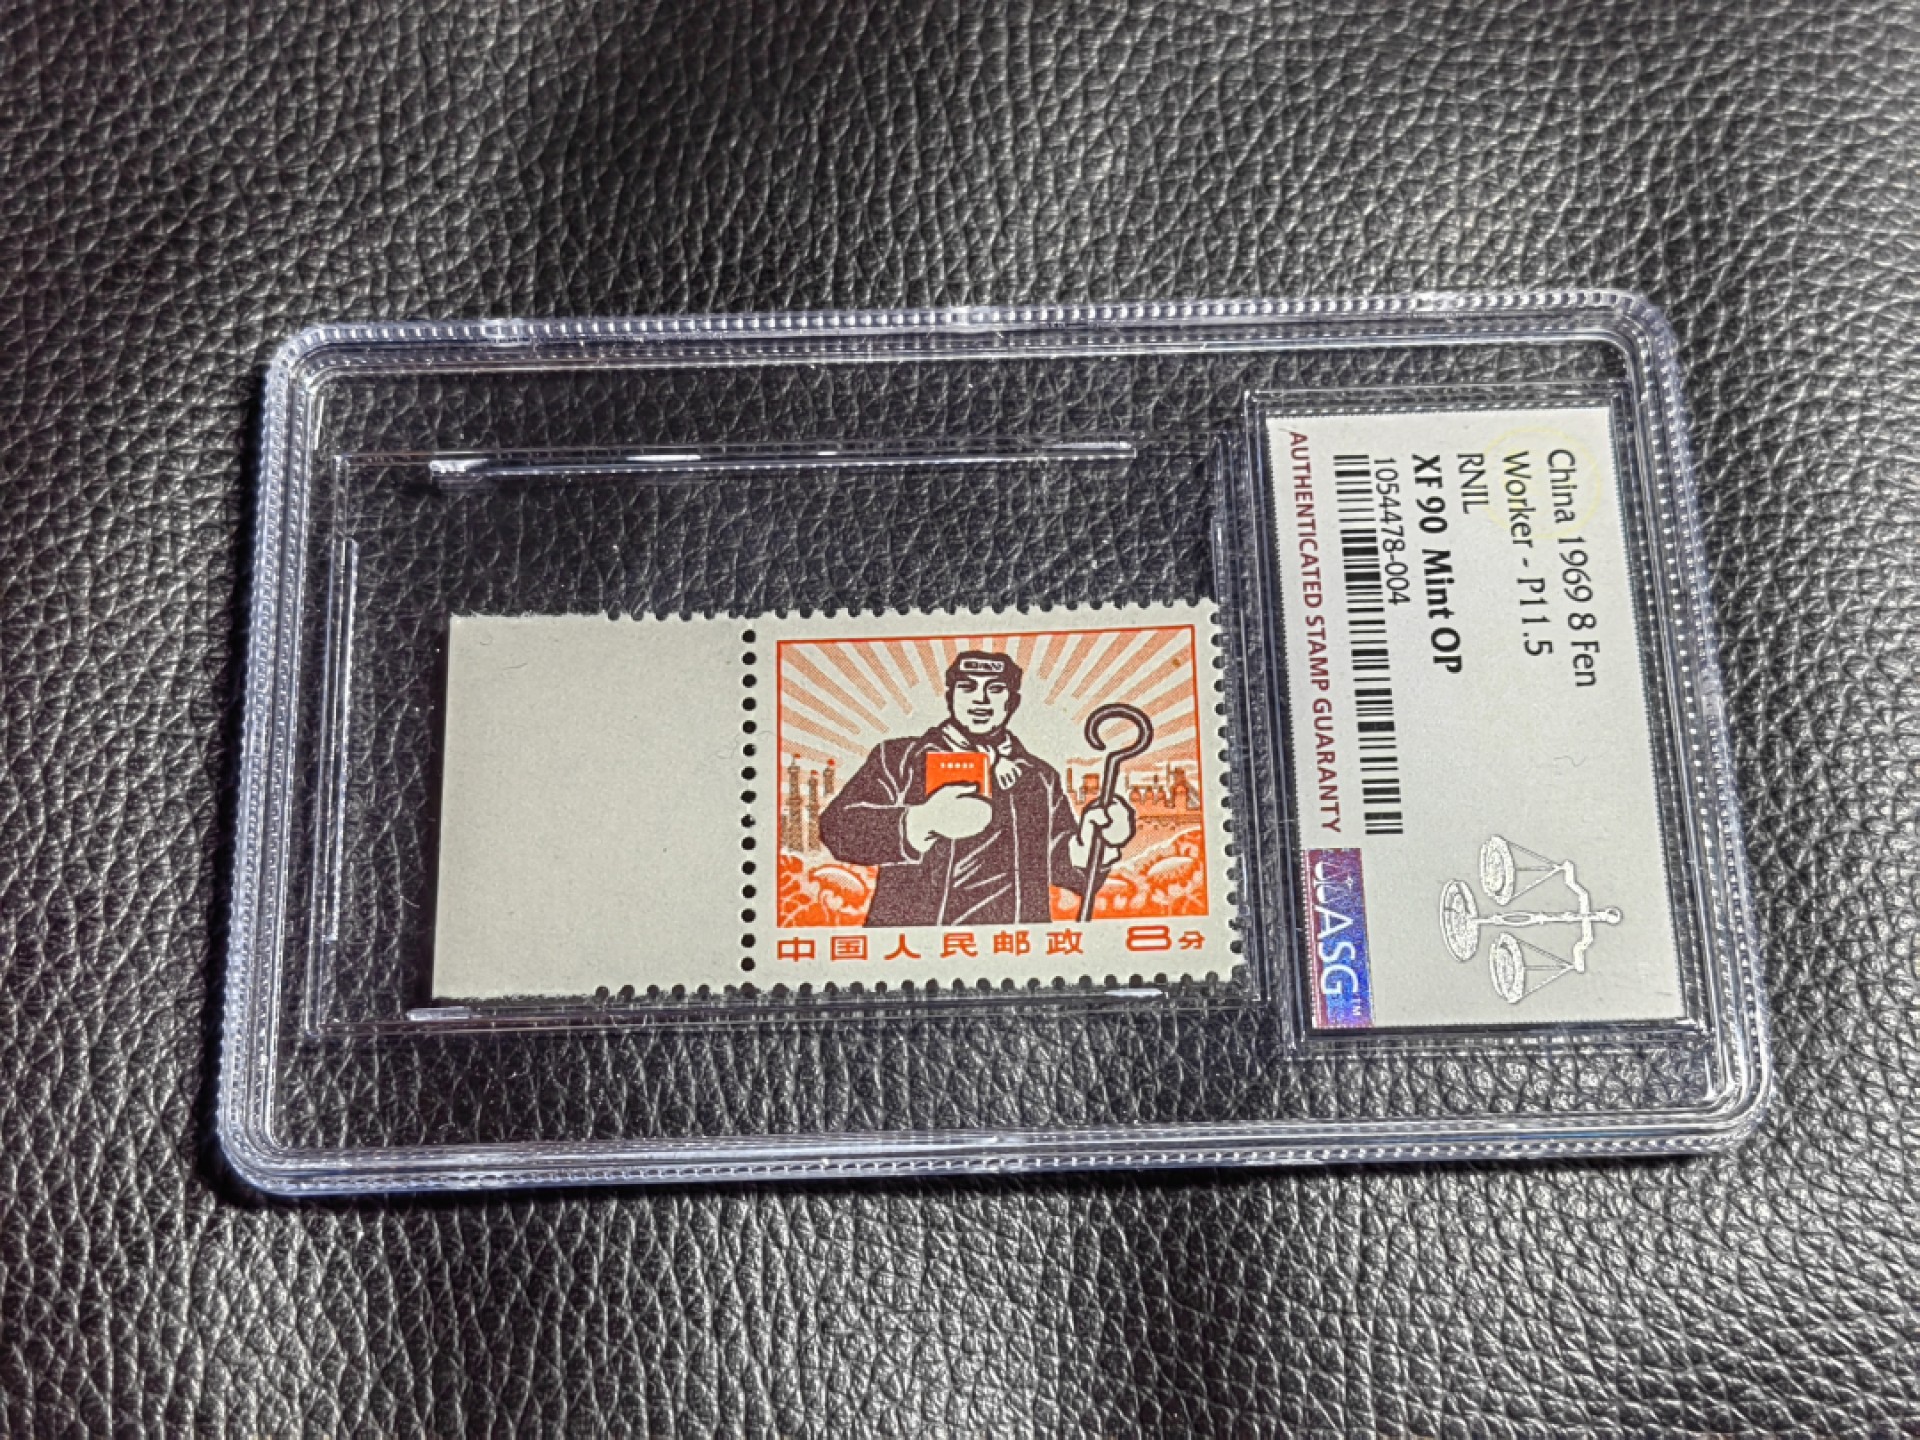 中国人民邮政 8分
China 1969 8 Fen
Worker - P11.5
RNIL
XF 90 Mint OP
1054478-004
AUTHENTICATED STAMP GUARANTY
ASG™